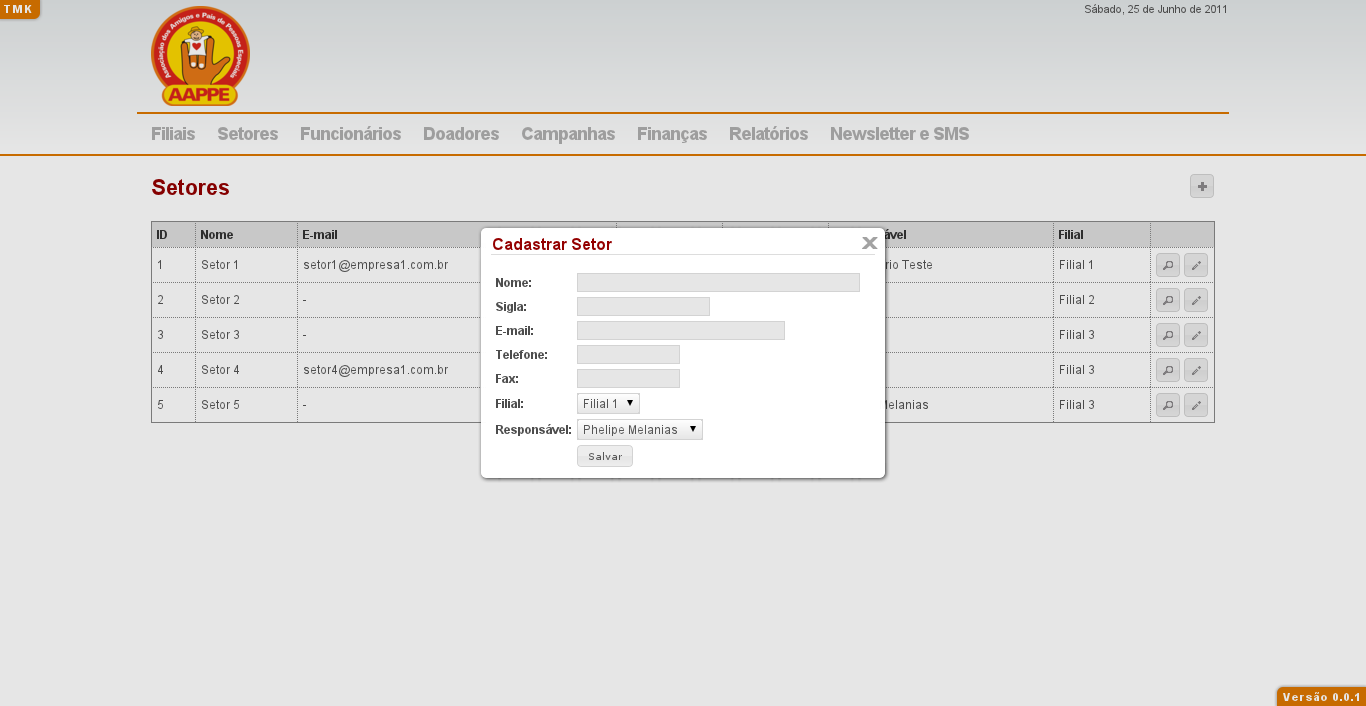 TMK
Sábado, 25 de Junho de 2011
Associação dos Amigos e Pais de Pessoas Especiais
AAPPE
Filiais Setores Funcionários Doadores Campanhas Finanças Relatórios Newsletter e SMS
Setores
ID Nome E-mail ável Filial
1 Setor 1 setor1@empresa1.com.br rio Teste Filial 1
2 Setor 2 - Filial 2
3 Setor 3 - Filial 3
4 Setor 4 setor4@empresa1.com.br Filial 3
5 Setor 5 - Melanias Filial 3
Cadastrar Setor
Nome:
Sigla:
E-mail:
Telefone:
Fax:
Filial: Filial 1
Responsável: Phelipe Melanias
Salvar
Versão 0.0.1